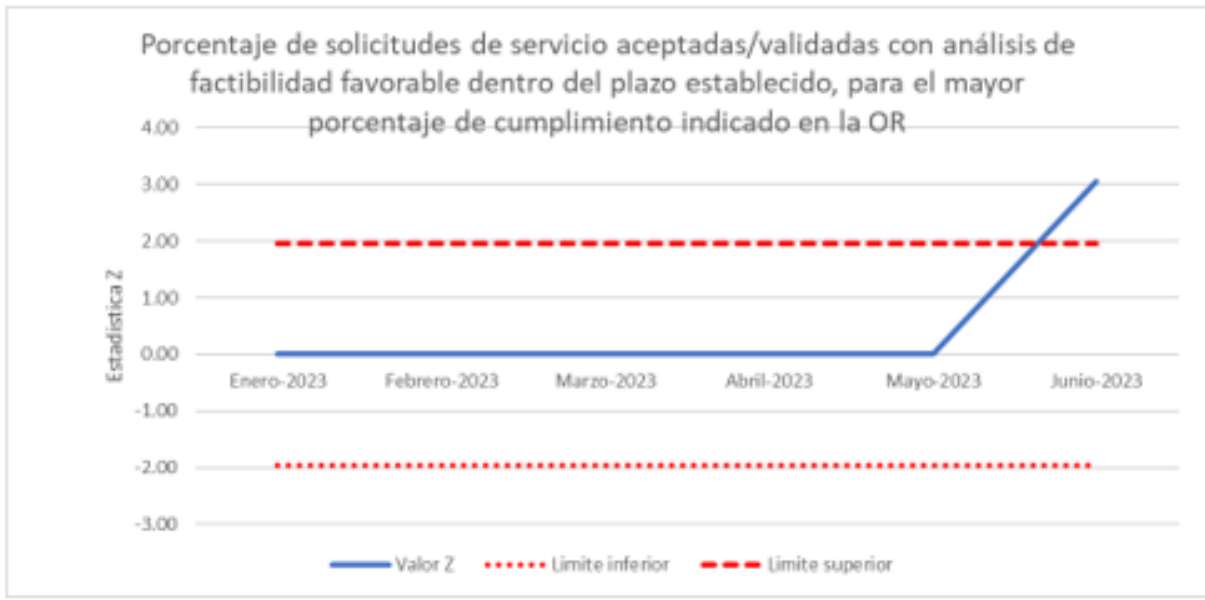 Porcentaje de solicitudes de servicio aceptadas/validadas con análisis de
factibilidad favorable dentro del plazo establecido, para el mayor
porcentaje de cumplimiento indicado en la OR
4.00
3.00
2.00
1.00
0.00
-1.00
-2.00
-3.00
Estadistica Z
Enero-2023 Febrero-2023 Marzo-2023 Abril-2023 Mayo-2023 Junio-2023
Valor Z Limite inferior Limite superior